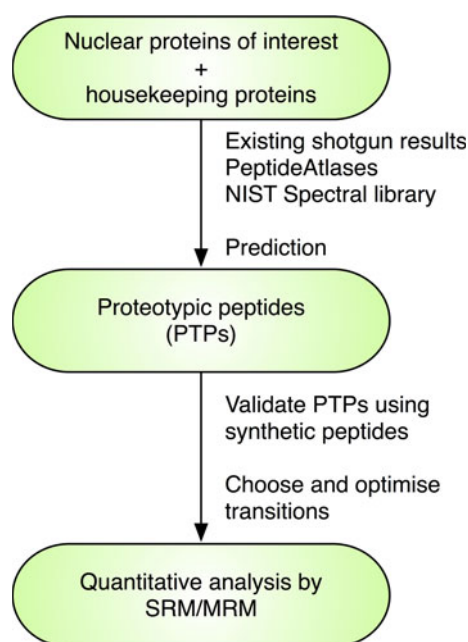 Nuclear proteins of interest
+
housekeeping proteins
Existing shotgun results
PeptideAtlases
NIST Spectral library
Prediction
Proteotypic peptides
(PTPs)
Validate PTPs using
synthetic peptides
Choose and optimise
transitions
Quantitative analysis by
SRM/MRM